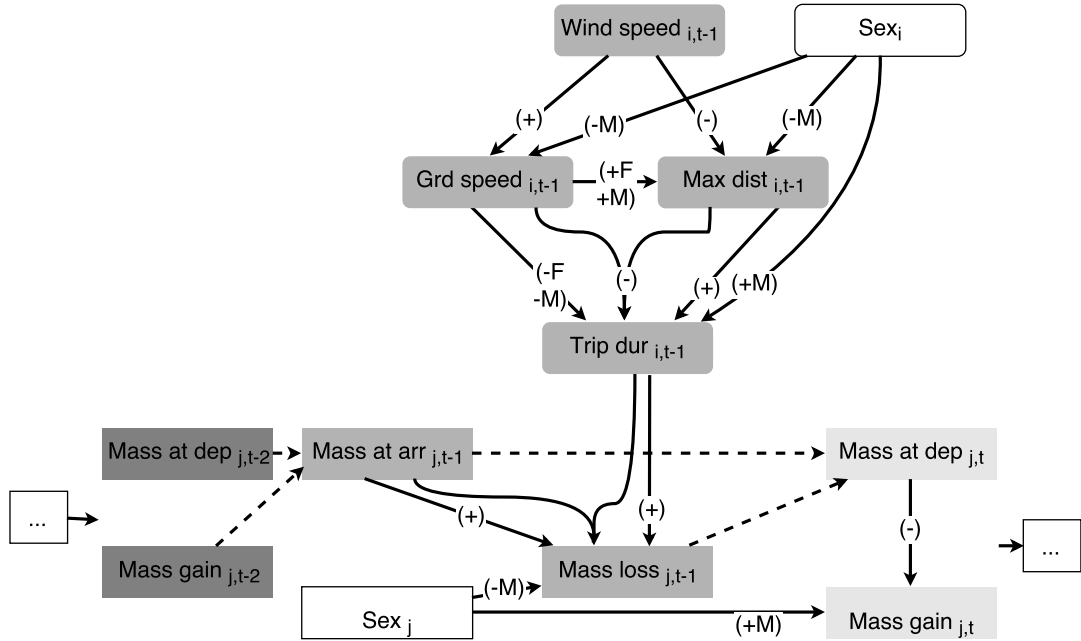 Wind speed i,t-1
Sexi
(+)
(-M)
(-)
(-M)
Grd speed i,t-1
(+F
+M)
Max dist i,t-1
(-F
-M)
(-)
(+)
(+M)
Trip dur i,t-1
Mass at dep j,t-2
Mass at arr j,t-1
Mass at dep j,t
...
(+)
(+)
(-)
...
Mass gain j,t-2
Mass loss j,t-1
(-M)
Sex j
(+M)
Mass gain j,t